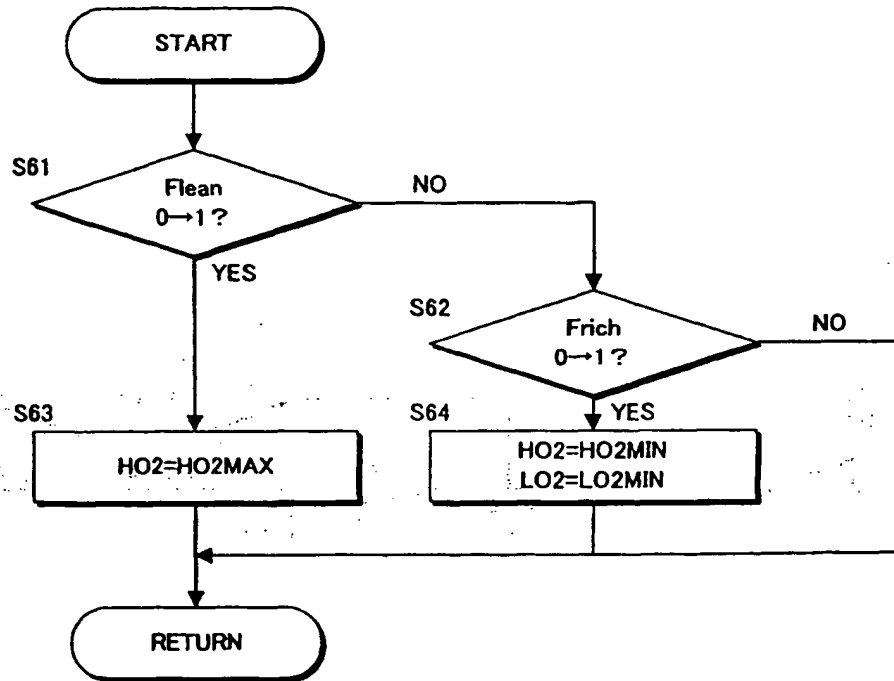 START
S61
Flean
0→1?
NO
YES
S62
Frich
0→1?
NO
YES
S63
HO2=HO2MAX
S64
HO2=HO2MIN
LO2=LO2MIN
RETURN